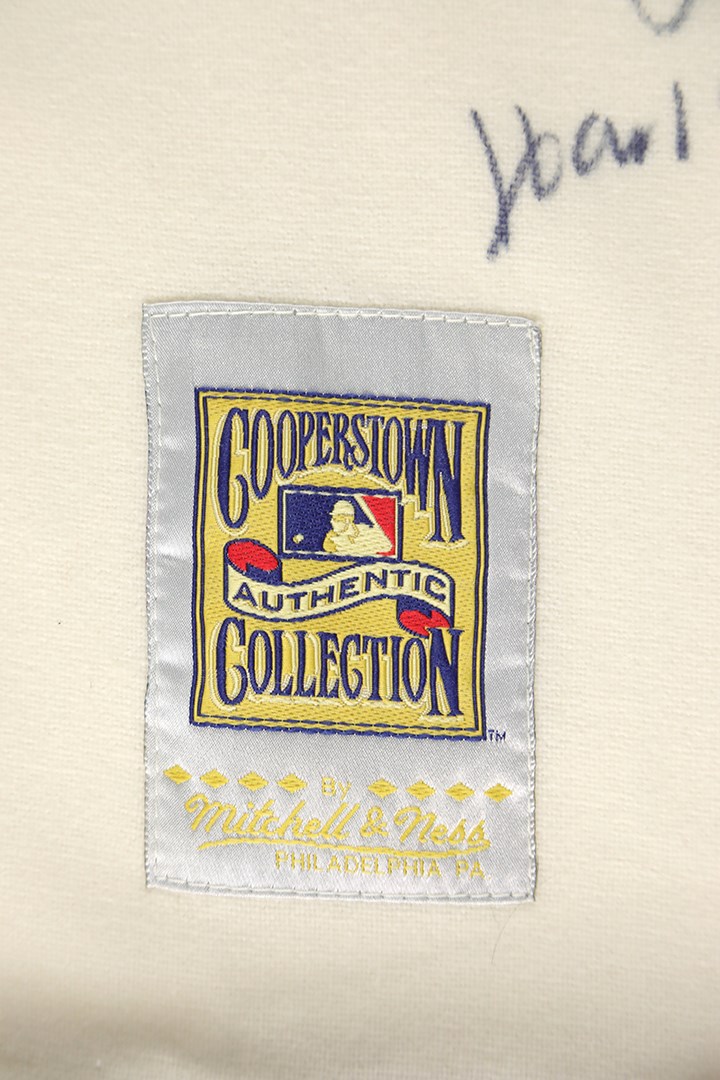 COOPERSTOWN
AUTHENTIC
COLLECTION
TM
By
Mitchell & Ness
PHILADELPHIA PA